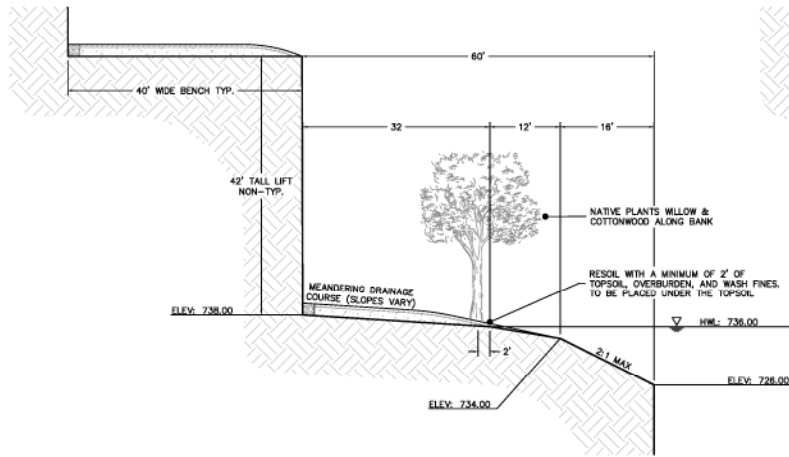 60'
40' WIDE BENCH TYP.
32
12'
16'
42' TALL LIFT
NON-TYP.
NATIVE PLANTS WILLOW &
COTTONWOOD ALONG BANK
RESOIL WITH A MINIMUM OF 2' OF
TOPSOIL, OVERBURDEN, AND WASH FINES.
TO BE PLACED UNDER THE TOPSOIL
MEANDERING DRAINAGE
COURSE (SLOPES VARY)
ELEV: 738.00
HWL: 736.00
2'
2:1 MAX
ELEV: 726.00
ELEV: 734.00